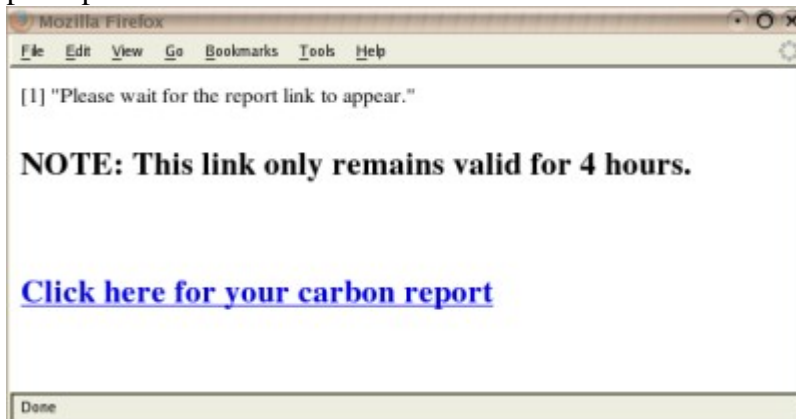 Mozilla Firefox
File Edit View Go Bookmarks Tools Help
[1] "Please wait for the report link to appear."
NOTE: This link only remains valid for 4 hours.
Click here for your carbon report
Done